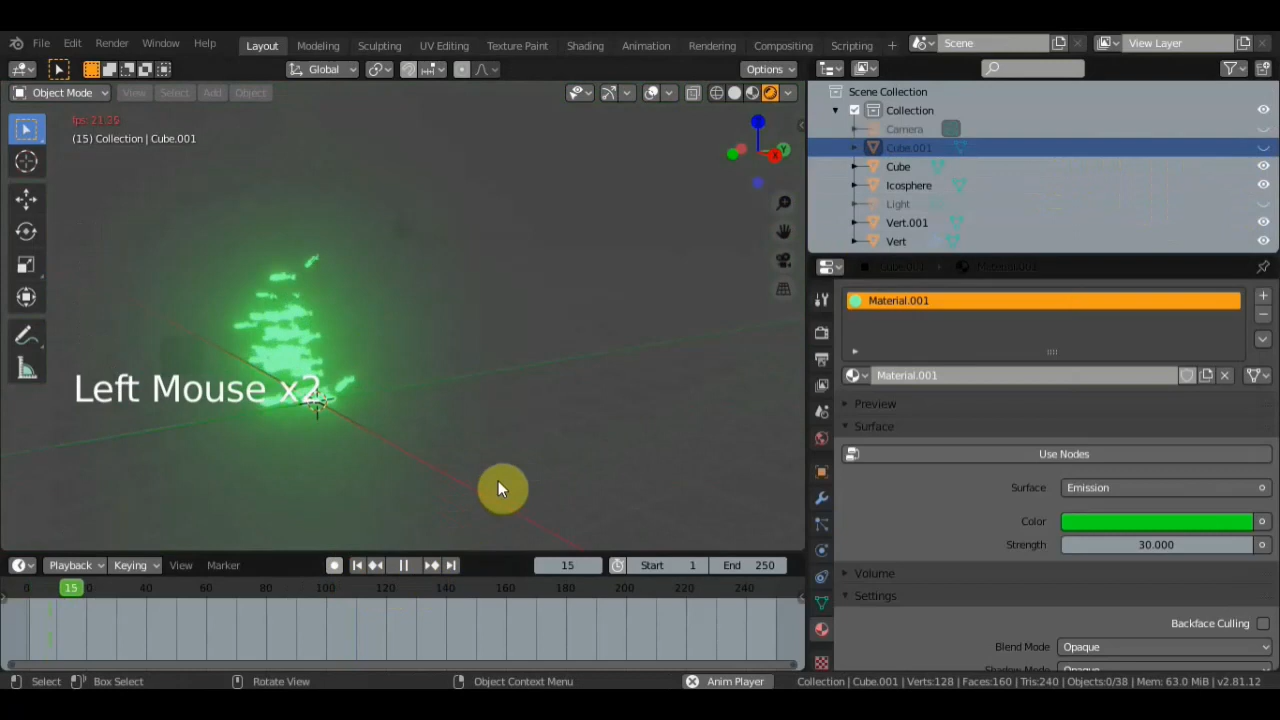 File Edit Render Window Help Layout Modeling Sculpting UV Editing Texture Paint Shading Animation Rendering Compositing Scripting + Scene View Layer
Global Options
Object Mode View Select Add Object
Scene Collection
fps: 21.35
(15) Collection | Cube.001
Collection
Camera
Cube.001
Cube
Icosphere
Light
Vert.001
Vert
Z
Y
X
Material.001
Left Mouse x2
Material.001
Preview
Surface
Use Nodes
Surface Emission
Color
Strength 30.000
Playback Keying View Marker 15 Start 1 End 250
Volume
0 15 0 40 60 80 100 120 140 160 180 200 220 240
Settings
Backface Culling
Blend Mode Opaque
Select Box Select Rotate View Object Context Menu Anim Player Collection | Cube.001 | Verts:128 | Faces:160 | Tris:240 | Objects:0/38 | Mem: 63.0 MiB | v2.81.12